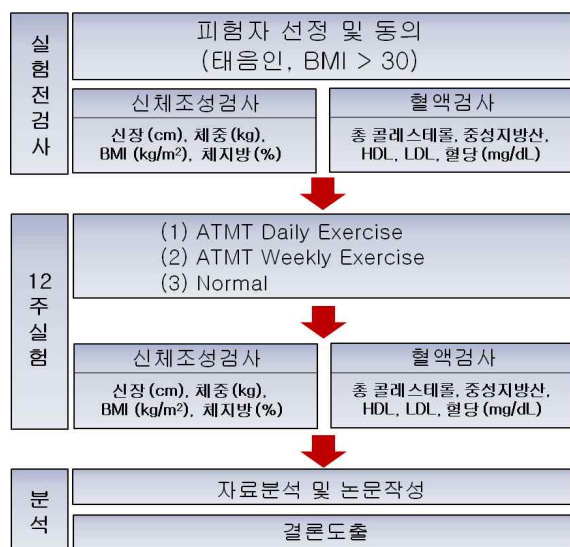 실험전검사
피험자 선정 및 동의
(태음인, BMI > 30)
신체조성검사
신장(cm), 체중(kg),
BMI (kg/m²), 체지방(%)
혈액검사
총 콜레스테롤, 중성지방산,
HDL, LDL, 혈당(mg/dL)
12주실험
(1) ATMT Daily Exercise
(2) ATMT Weekly Exercise
(3) Normal
신체조성검사
신장(cm), 체중(kg),
BMI (kg/m²), 체지방(%)
혈액검사
총 콜레스테롤, 중성지방산,
HDL, LDL, 혈당(mg/dL)
분석
자료분석 및 논문작성
결론도출